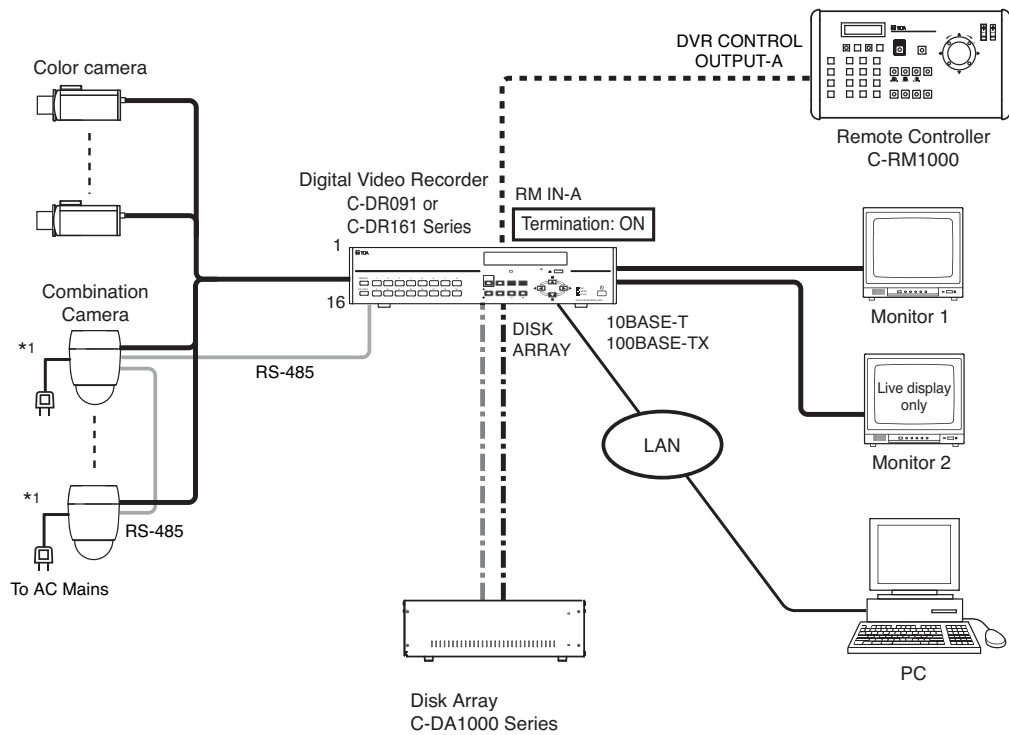 Color camera
DVR CONTROL
OUTPUT-A
TOA
Remote Controller
C-RM1000
Digital Video Recorder
C-DR091 or
C-DR161 Series
RM IN-A
Termination: ON
1
16
TOA
Combination
Camera
*1
RS-485
DISK
ARRAY
10BASE-T
100BASE-TX
Monitor 1
Live display
only
Monitor 2
LAN
*1
RS-485
To AC Mains
PC
Disk Array
C-DA1000 Series